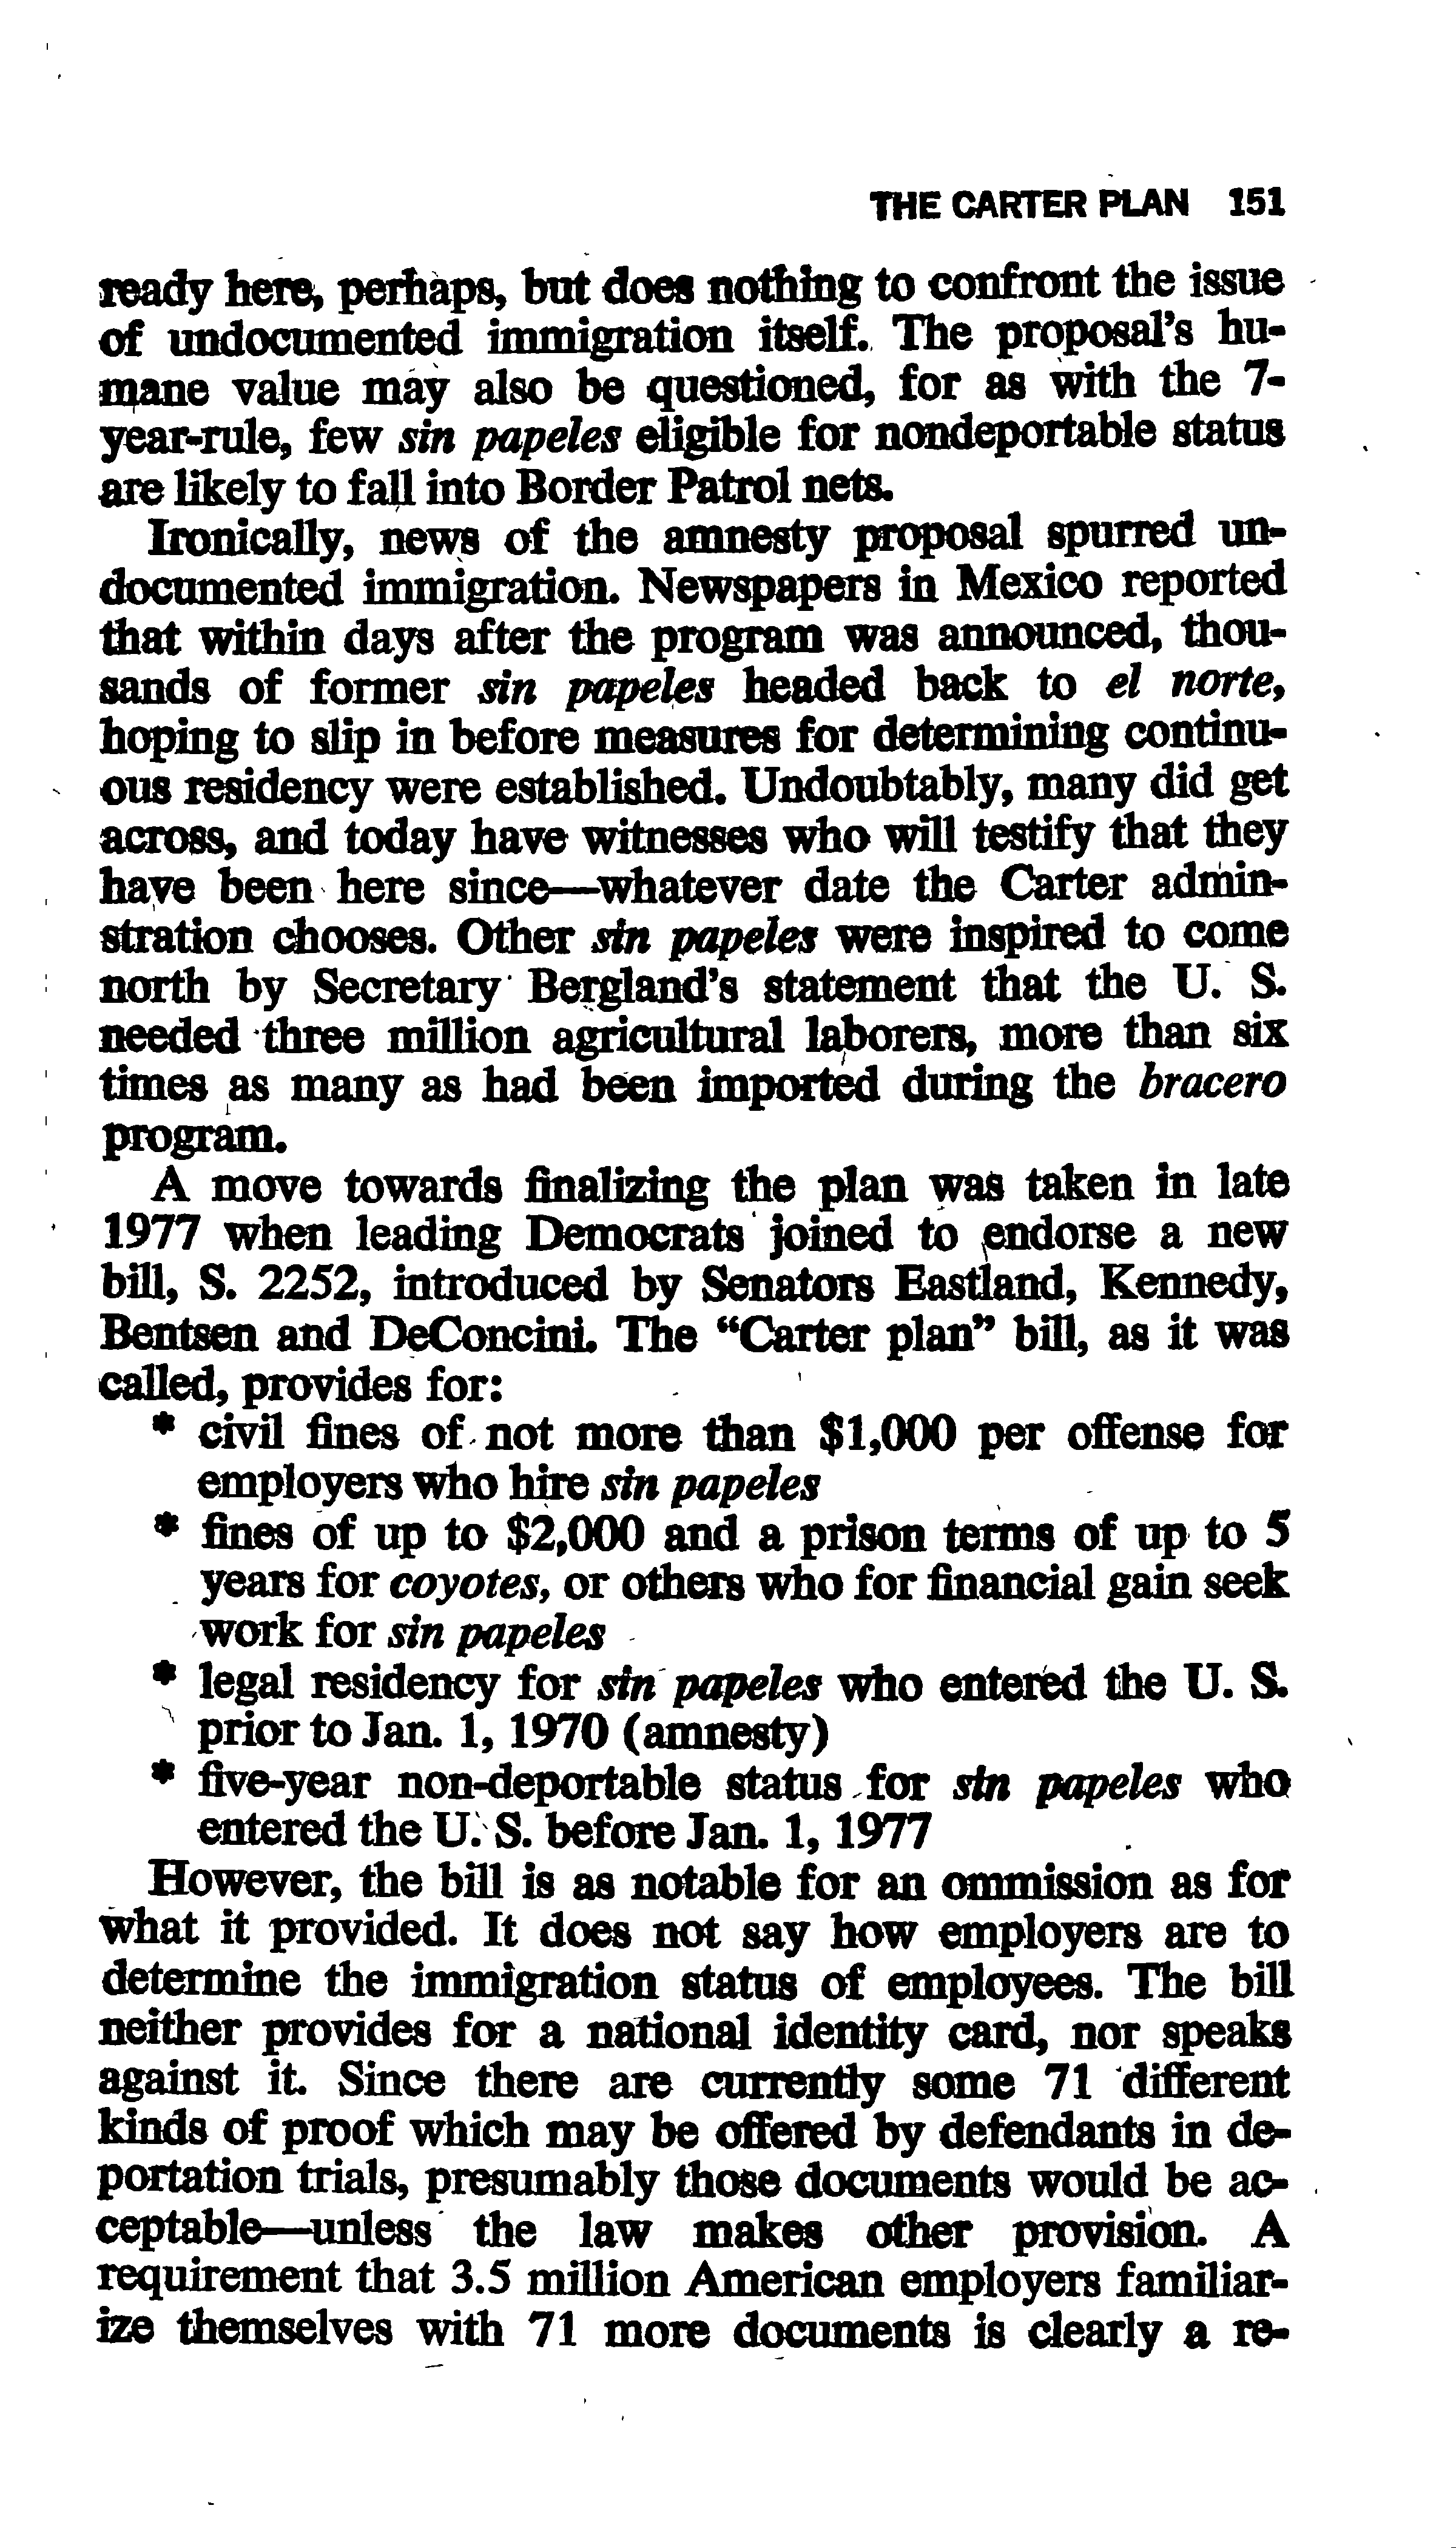 THE CARTER PLAN 151
ready here, perhaps, but does nothing to confront the issue
of undocumented immigration itself. The proposal's hu-
mane value may also be questioned, for as with the 7-
year-rule, few sin papeles eligible for nondeportable status
are likely to fall into Border Patrol nets.
Ironically, news of the amnesty proposal spurred un-
documented immigration. Newspapers in Mexico reported
that within days after the program was announced, thou-
sands of former sin papeles headed back to el norte,
hoping to slip in before measures for determining continu-
ous residency were established. Undoubtably, many did get
across, and today have witnesses who will testify that they
have been here since—whatever date the Carter admin-
stration chooses. Other sin papeles were inspired to come
north by Secretary Bergland's statement that the U. S.
needed three million agricultural laborers, more than six
times as many as had been imported during the bracero
program.
A move towards finalizing the plan was taken in late
1977 when leading Democrats joined to endorse a new
bill, S. 2252, introduced by Senators Eastland, Kennedy,
Bentsen and DeConcini. The “Carter plan” bill, as it was
called, provides for:
* civil fines of not more than $1,000 per offense for
employers who hire sin papeles
* fines of up to $2,000 and a prison terms of up to 5
years for coyotes, or others who for financial gain seek
work for sin papeles
* legal residency for sin papeles who entered the U. S.
prior to Jan. 1, 1970 (amnesty)
* five-year non-deportable status for sin papeles who
entered the U. S. before Jan. 1, 1977
However, the bill is as notable for an ommission as for
what it provided. It does not say how employers are to
determine the immigration status of employees. The bill
neither provides for a national identity card, nor speaks
against it. Since there are currently some 71 different
kinds of proof which may be offered by defendants in de-
portation trials, presumably those documents would be ac-
ceptable—unless the law makes other provision. A
requirement that 3.5 million American employers familiar-
ize themselves with 71 more documents is clearly a re-